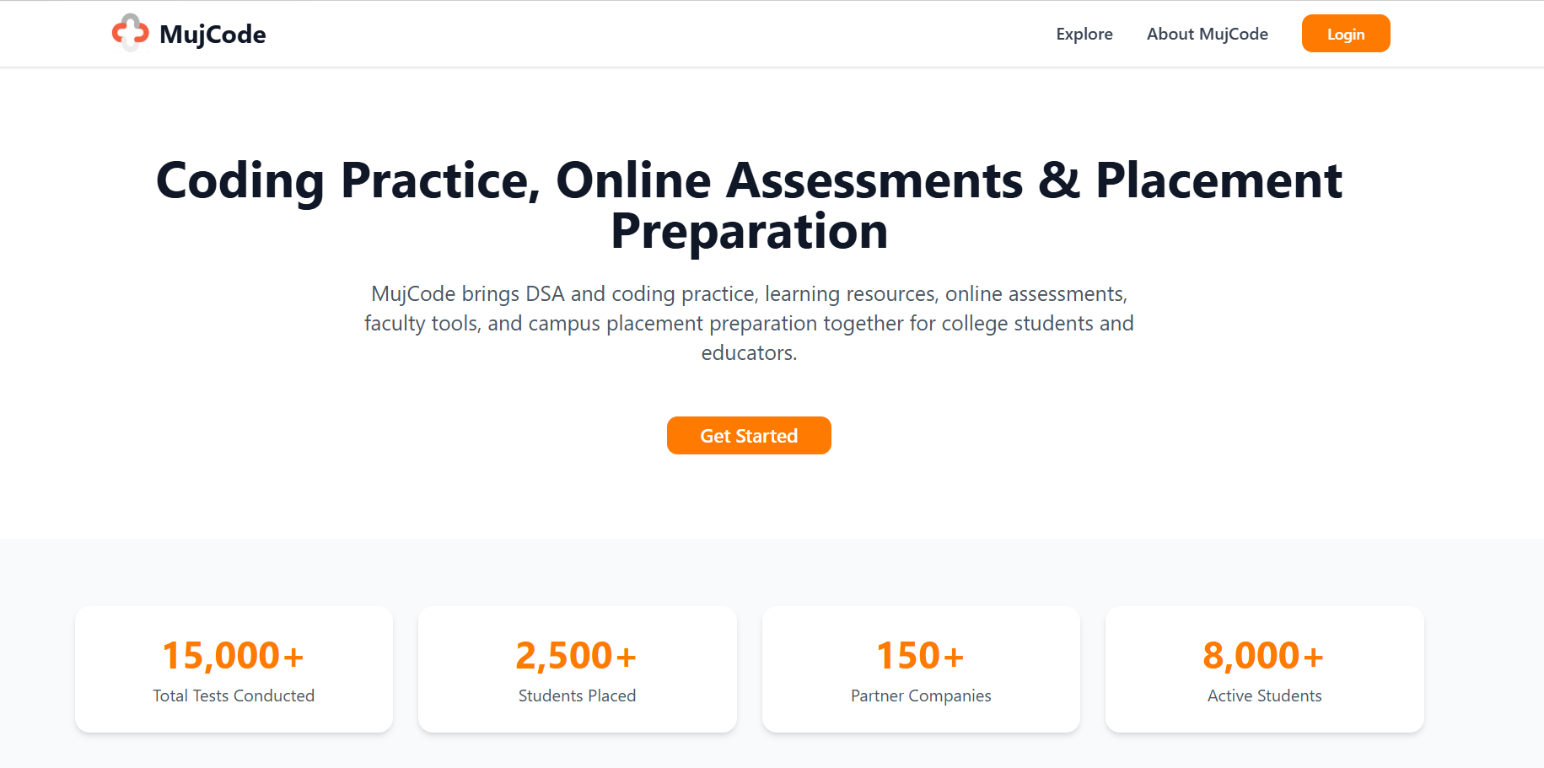 MujCode
Explore
About MujCode
Login
Coding Practice, Online Assessments & Placement
Preparation
MujCode brings DSA and coding practice, learning resources, online assessments,
faculty tools, and campus placement preparation together for college students and
educators.
Get Started
15,000+
Total Tests Conducted
2,500+
Students Placed
150+
Partner Companies
8,000+
Active Students